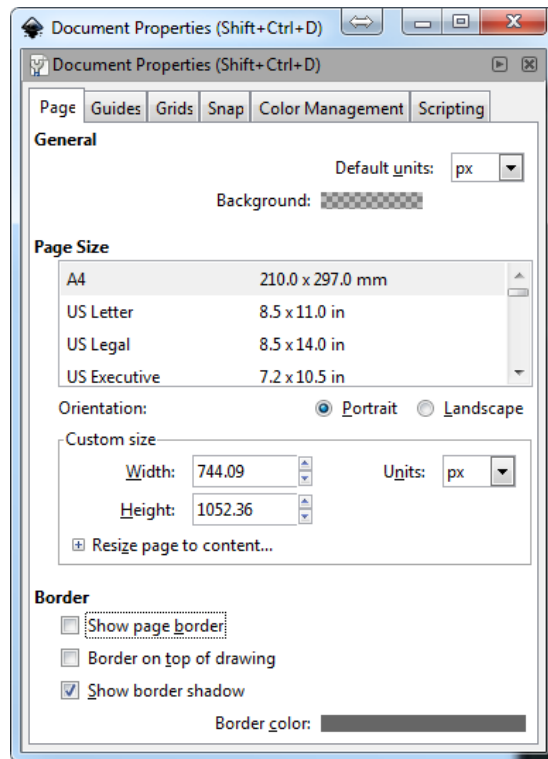 Document Properties (Shift+Ctrl+D)
Document Properties (Shift+Ctrl+D)
Page Guides Grids Snap Color Management Scripting
General
Default units: px
Background:
Page Size
A4 210.0 x 297.0 mm
US Letter 8.5 x 11.0 in
US Legal 8.5 x 14.0 in
US Executive 7.2 x 10.5 in
Orientation: Portrait Landscape
Custom size
Width: 744.09 Units: px
Height: 1052.36
Resize page to content...
Border
Show page border
Border on top of drawing
Show border shadow
Border color: